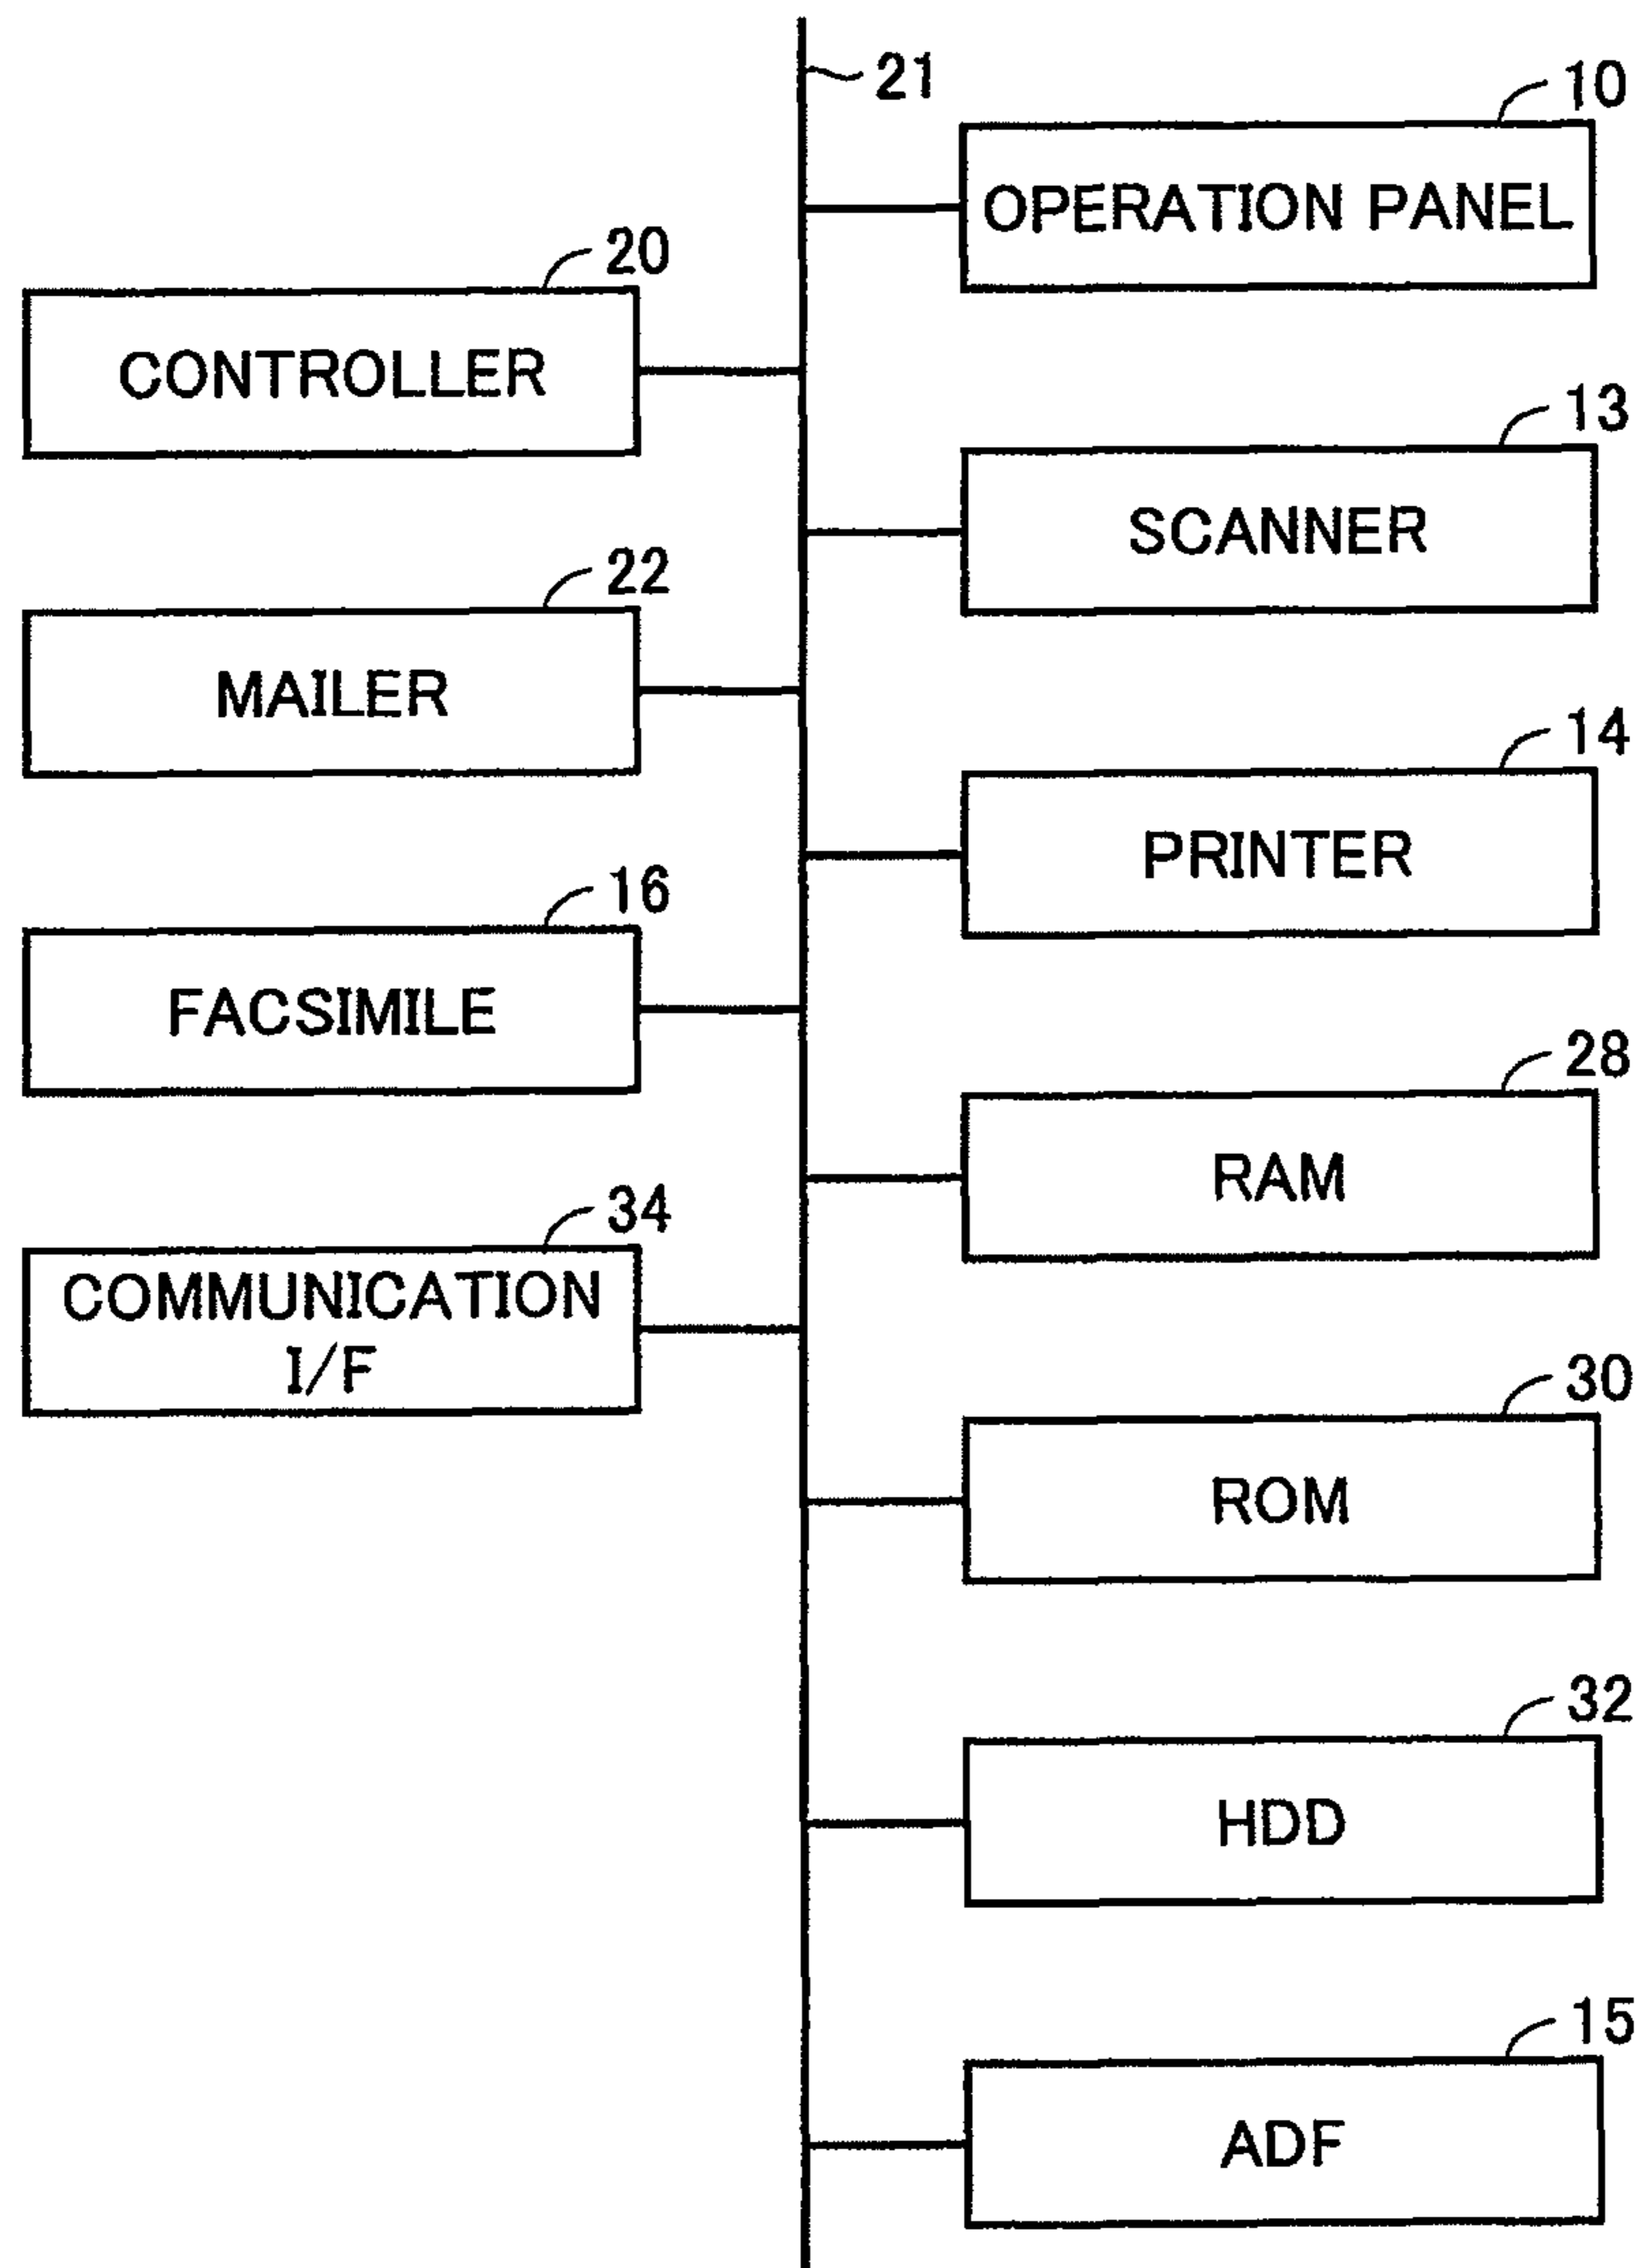 21
10
OPERATION PANEL
20
CONTROLLER
13
SCANNER
22
MAILER
14
PRINTER
16
FACSIMILE
28
RAM
34
COMMUNICATION
I/F
30
ROM
32
HDD
15
ADF